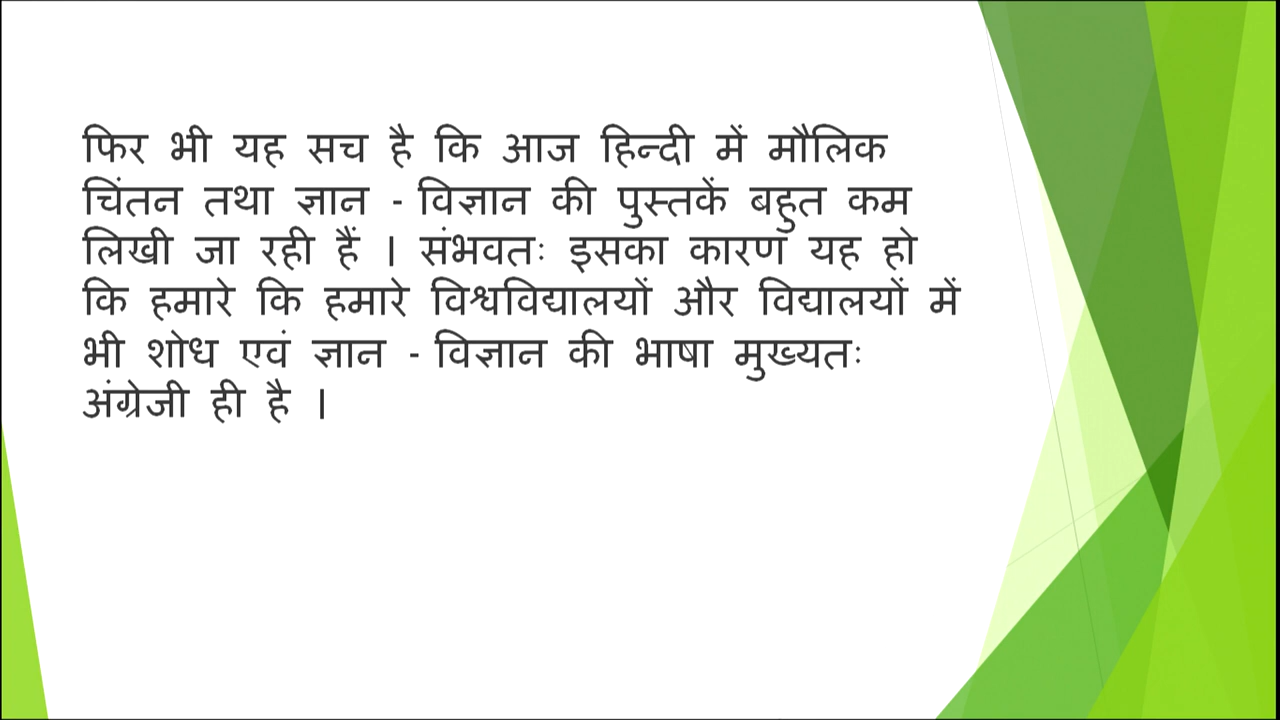 फिर भी यह सच है कि आज हिन्दी में मौलिक
चिंतन तथा ज्ञान - विज्ञान की पुस्तकें बहुत कम
लिखी जा रही हैं । संभवतः इसका कारण यह हो
कि हमारे कि हमारे विश्वविद्यालयों और विद्यालयों में
भी शोध एवं ज्ञान - विज्ञान की भाषा मुख्यतः
अंग्रेजी ही है ।